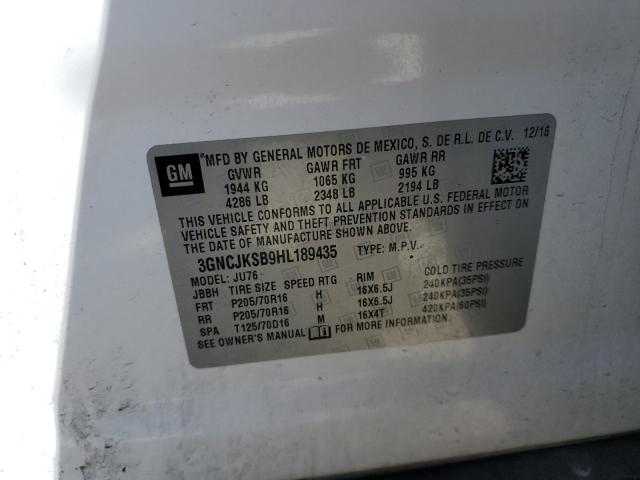 GM
MFD BY GENERAL MOTORS DE MEXICO, S. DE R.L. DE C.V. 12/16
GVWR GAWR FRT GAWR RR
1944 KG 1065 KG 995 KG
4286 LB 2348 LB 2194 LB
THIS VEHICLE CONFORMS TO ALL APPLICABLE U.S. FEDERAL MOTOR
VEHICLE SAFETY AND THEFT PREVENTION STANDARDS IN EFFECT ON
THE DATE OF MANUFACTURE SHOWN ABOVE.
3GNCJKSB9HL189435 TYPE: M.P.V.
MODEL: JU76
JBBH TIRE SIZE SPEED RTG RIM COLD TIRE PRESSURE
FRT P205/70R16 H 16X6.5J 240KPA(35PSI)
RR P205/70R16 H 16X6.5J 240KPA(35PSI)
SPA T125/70D16 M 16X4T 420KPA(60PSI)
SEE OWNER'S MANUAL FOR MORE INFORMATION.